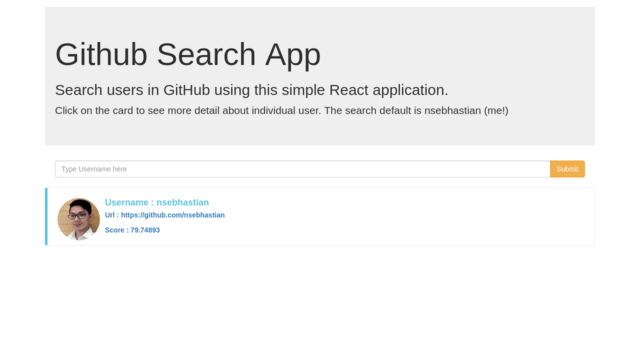 Github Search App
Search users in GitHub using this simple React application.
Click on the card to see more detail about individual user. The search default is nsebhastian (me!)
Type Username here
Submit
Username : nsebhastian
Url : https://github.com/nsebhastian
Score : 79.74893